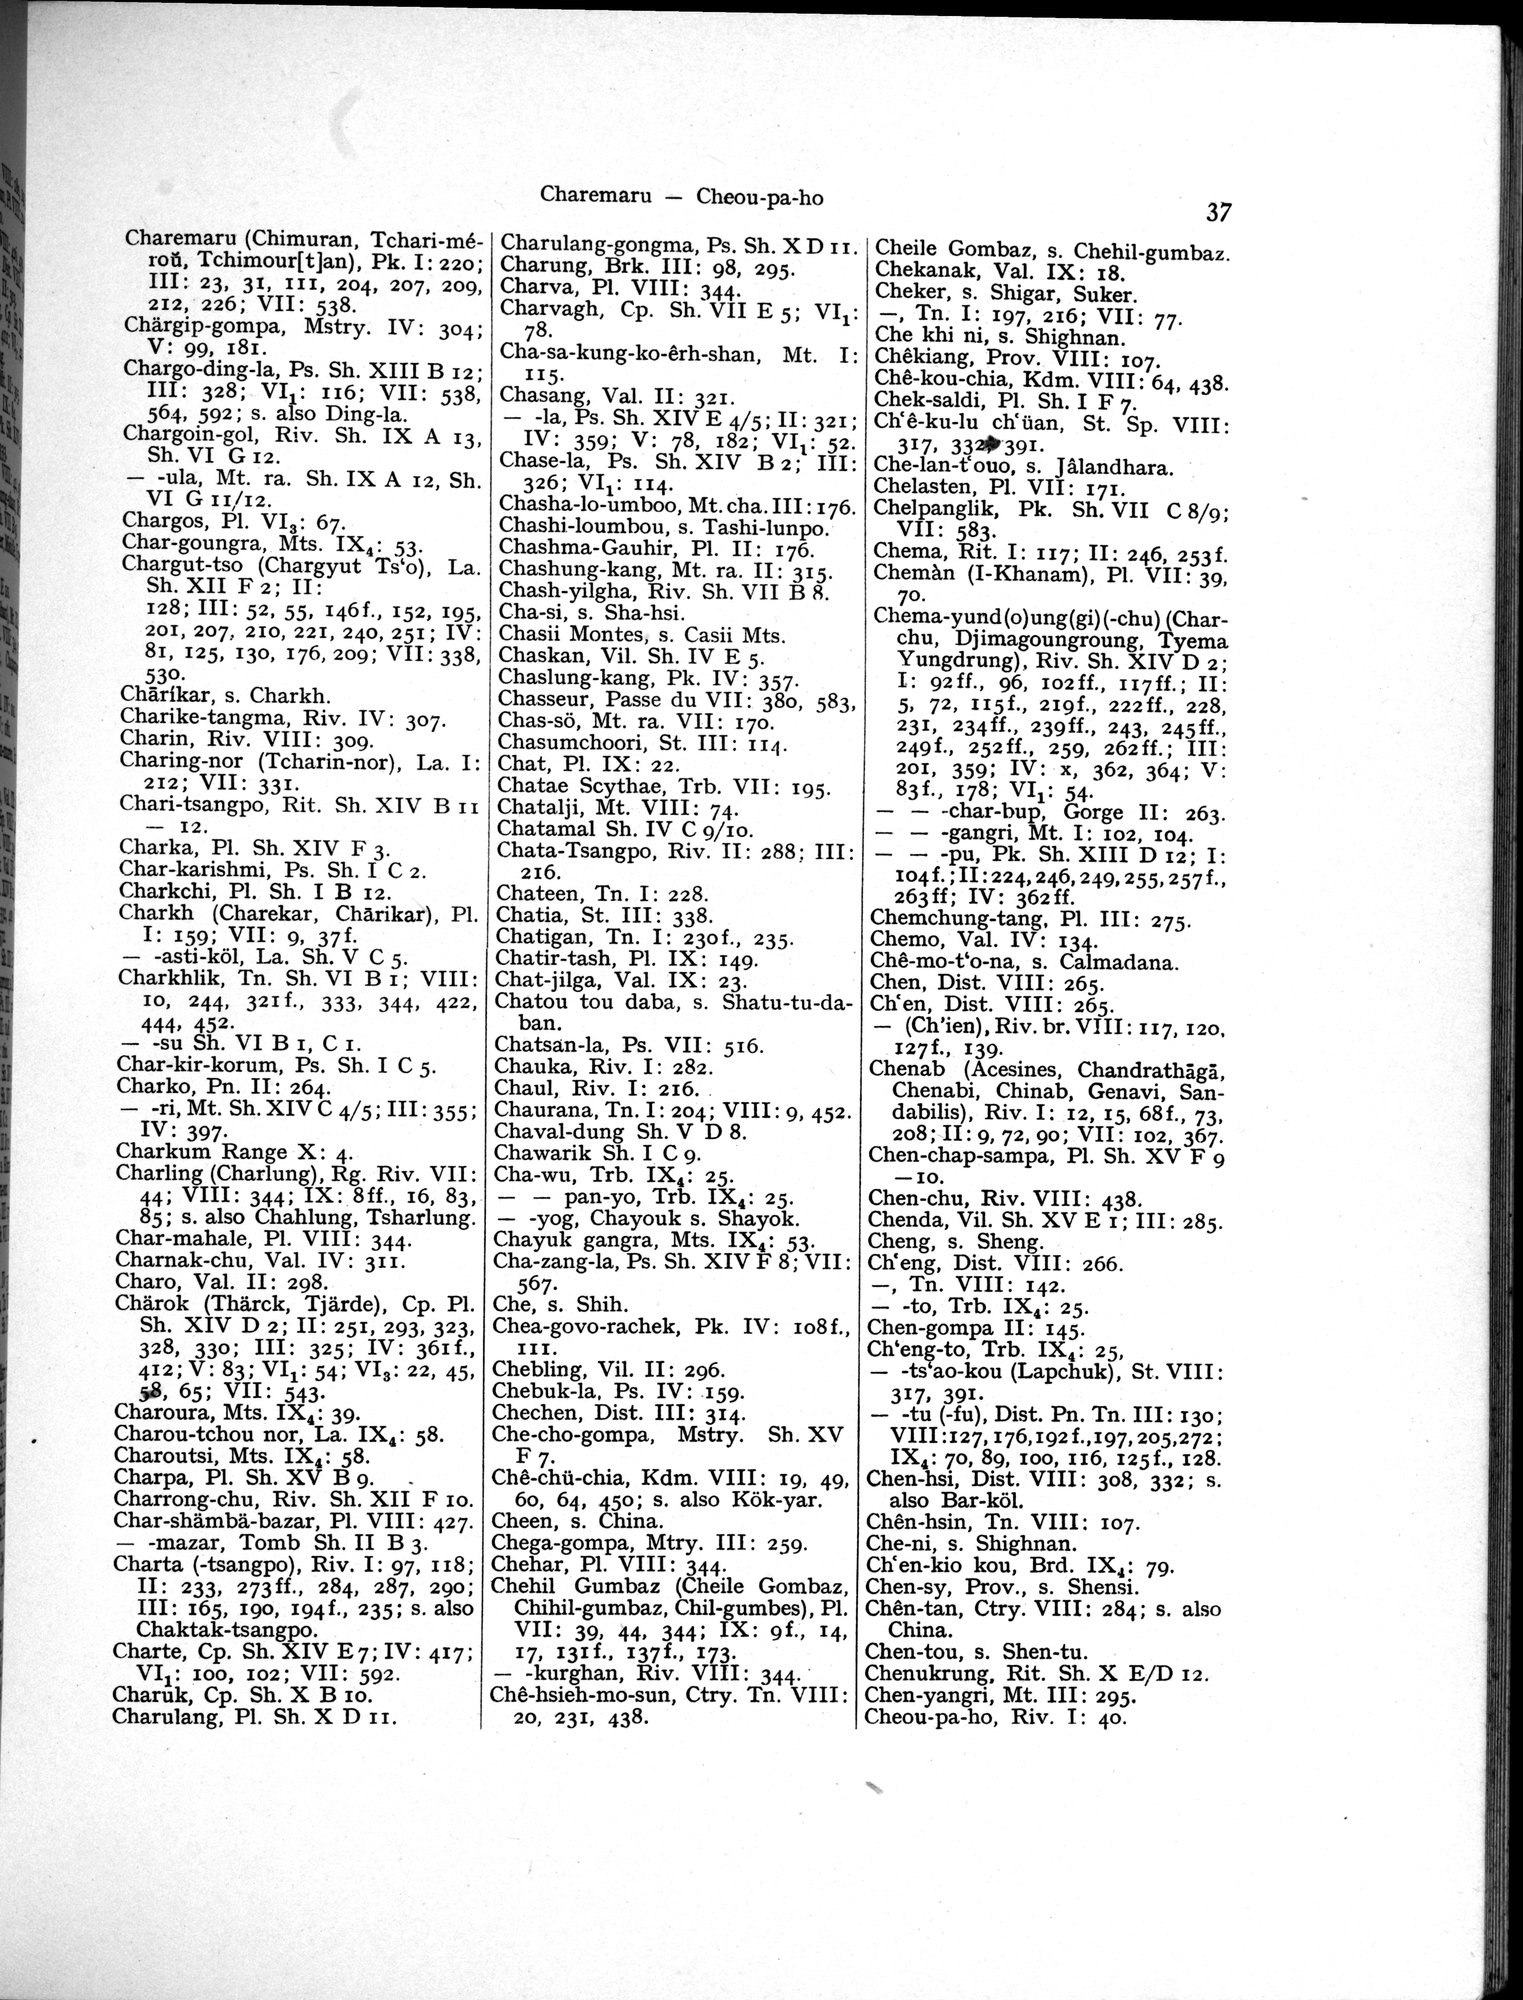 Charemaru — Cheou-pa-ho
37
Charemaru (Chimuran, Tchari-mé-
roŭ, Tchimour[t]an), Pk. I: 220;
III: 23, 31, 111, 204, 207, 209,
212, 226; VII: 538.
Chärgip-gompa, Mstry. IV: 304;
V: 99, 181.
Chargo-ding-la, Ps. Sh. XIII B 12;
III: 328; VI₁: 116; VII: 538,
564, 592; s. also Ding-la.
Chargoin-gol, Riv. Sh. IX A 13,
Sh. VI G 12.
— -ula, Mt. ra. Sh. IX A 12, Sh.
VI G 11/12.
Chargos, Pl. VI₃: 67.
Char-goungra, Mts. IX₄: 53.
Chargut-tso (Chargyut Ts‘o), La.
Sh. XII F 2; II:
128; III: 52, 55, 146f., 152, 195,
201, 207, 210, 221, 240, 251; IV:
81, 125, 130, 176, 209; VII: 338,
530.
Chārīkar, s. Charkh.
Charike-tangma, Riv. IV: 307.
Charin, Riv. VIII: 309.
Charing-nor (Tcharin-nor), La. I:
212; VII: 331.
Chari-tsangpo, Rit. Sh. XIV B 11
— 12.
Charka, Pl. Sh. XIV F 3.
Char-karishmi, Ps. Sh. I C 2.
Charkchi, Pl. Sh. I B 12.
Charkh (Charekar, Chārikar), Pl.
I: 159; VII: 9, 37f.
— -asti-köl, La. Sh. V C 5.
Charkhlik, Tn. Sh. VI B 1; VIII:
10, 244, 321f., 333, 344, 422,
444, 452.
— -su Sh. VI B 1, C 1.
Char-kir-korum, Ps. Sh. I C 5.
Charko, Pn. II: 264.
— -ri, Mt. Sh. XIV C 4/5; III: 355;
IV: 397.
Charkum Range X: 4.
Charling (Charlung), Rg. Riv. VII:
44; VIII: 344; IX: 8ff., 16, 83,
85; s. also Chahlung, Tsharlung.
Char-mahale, Pl. VIII: 344.
Charnak-chu, Val. IV: 311.
Charo, Val. II: 298.
Chärok (Thärck, Tjärde), Cp. Pl.
Sh. XIV D 2; II: 251, 293, 323,
328, 330; III: 325; IV: 361f.,
412; V: 83; VI₁: 54; VI₃: 22, 45,
58, 65; VII: 543.
Charoura, Mts. IX₄: 39.
Charou-tchou nor, La. IX₄: 58.
Charoutsi, Mts. IX₄: 58.
Charpa, Pl. Sh. XV B 9.
Charrong-chu, Riv. Sh. XII F 10.
Char-shämbä-bazar, Pl. VIII: 427.
— -mazar, Tomb Sh. II B 3.
Charta (-tsangpo), Riv. I: 97, 118;
II: 233, 273ff., 284, 287, 290;
III: 165, 190, 194f., 235; s. also
Chaktak-tsangpo.
Charte, Cp. Sh. XIV E 7; IV: 417;
VI₁: 100, 102; VII: 592.
Charuk, Cp. Sh. X B 10.
Charulang, Pl. Sh. X D 11.
Charulang-gongma, Ps. Sh. X D 11.
Charung, Brk. III: 98, 295.
Charva, Pl. VIII: 344.
Charvagh, Cp. Sh. VII E 5; VI₁:
78.
Cha-sa-kung-ko-êrh-shan, Mt. I:
115.
Chasang, Val. II: 321.
— -la, Ps. Sh. XIV E 4/5; II: 321;
IV: 359; V: 78, 182; VI₁: 52.
Chase-la, Ps. Sh. XIV B 2; III:
326; VI₁: 114.
Chasha-lo-umboo, Mt. cha. III: 176.
Chashi-loumbou, s. Tashi-lunpo.
Chashma-Gauhir, Pl. II: 176.
Chashung-kang, Mt. ra. II: 315.
Chash-yilgha, Riv. Sh. VII B 8.
Cha-si, s. Sha-hsi.
Chasii Montes, s. Casii Mts.
Chaskan, Vil. Sh. IV E 5.
Chaslung-kang, Pk. IV: 357.
Chasseur, Passe du VII: 380, 583,
Chas-sö, Mt. ra. VII: 170.
Chasumchoori, St. III: 114.
Chat, Pl. IX: 22.
Chatae Scythae, Trb. VII: 195.
Chatalji, Mt. VIII: 74.
Chatamal Sh. IV C 9/10.
Chata-Tsangpo, Riv. II: 288; III:
216.
Chateen, Tn. I: 228.
Chatia, St. III: 338.
Chatigan, Tn. I: 230f., 235.
Chatir-tash, Pl. IX: 149.
Chat-jilga, Val. IX: 23.
Chatou tou daba, s. Shatu-tu-da-
ban.
Chatsan-la, Ps. VII: 516.
Chauka, Riv. I: 282.
Chaul, Riv. I: 216.
Chaurana, Tn. I: 204; VIII: 9, 452.
Chaval-dung Sh. V D 8.
Chawarik Sh. I C 9.
Cha-wu, Trb. IX₄: 25.
— — pan-yo, Trb. IX₄: 25.
— -yog, Chayouk s. Shayok.
Chayuk gangra, Mts. IX₄: 53.
Cha-zang-la, Ps. Sh. XIV F 8; VII:
567.
Che, s. Shih.
Chea-govo-rachek, Pk. IV: 108f.,
111.
Chebling, Vil. II: 296.
Chebuk-la, Ps. IV: 159.
Chechen, Dist. III: 314.
Che-cho-gompa, Mstry. Sh. XV
F 7.
Chê-chü-chia, Kdm. VIII: 19, 49,
60, 64, 450; s. also Kök-yar.
Cheen, s. China.
Chega-gompa, Mtry. III: 259.
Chehar, Pl. VIII: 344.
Chehil Gumbaz (Cheile Gombaz,
Chihil-gumbaz, Chil-gumbes), Pl.
VII: 39, 44, 344; IX: 9f., 14,
17, 131f., 137f., 173.
— -kurghan, Riv. VIII: 344.
Chê-hsieh-mo-sun, Ctry. Tn. VIII:
20, 231, 438.
Cheile Gombaz, s. Chehil-gumbaz.
Chekanak, Val. IX: 18.
Cheker, s. Shigar, Suker.
—, Tn. I: 197, 216; VII: 77.
Che khi ni, s. Shighnan.
Chêkiang, Prov. VIII: 107.
Chê-kou-chia, Kdm. VIII: 64, 438.
Chek-saldi, Pl. Sh. I F 7.
Ch‘ê-ku-lu ch‘üan, St. Sp. VIII:
317, 332, 391.
Che-lan-t‘ouo, s. Jâlandhara.
Chelasten, Pl. VII: 171.
Chelpanglik, Pk. Sh. VII C 8/9;
VII: 583.
Chema, Rit. I: 117; II: 246, 253f.
Chemàn (I-Khanam), Pl. VII: 39,
70.
Chema-yund(o)ung(gi)(-chu) (Char-
chu, Djimagoungroung, Tyema
Yungdrung), Riv. Sh. XIV D 2;
I: 92ff., 96, 102ff., 117ff.; II:
5, 72, 115f., 219f., 222ff., 228,
231, 234ff., 239ff., 243, 245ff.,
249f., 252ff., 259, 262ff.; III:
201, 359; IV: x, 362, 364; V:
83f., 178; VI₁: 54.
— — -char-bup, Gorge II: 263.
— — -gangri, Mt. I: 102, 104.
— — -pu, Pk. Sh. XIII D 12; I:
104f.; II: 224, 246, 249, 255, 257f.,
263ff; IV: 362ff.
Chemchung-tang, Pl. III: 275.
Chemo, Val. IV: 134.
Chê-mo-t‘o-na, s. Calmadana.
Chen, Dist. VIII: 265.
Ch‘en, Dist. VIII: 265.
— (Ch’ien), Riv. br. VIII: 117, 120,
127f., 139.
Chenab (Acesines, Chandrathāgā,
Chenabi, Chinab, Genavi, San-
dabilis), Riv. I: 12, 15, 68f., 73,
208; II: 9, 72, 90; VII: 102, 367.
Chen-chap-sampa, Pl. Sh. XV F 9
—10.
Chen-chu, Riv. VIII: 438.
Chenda, Vil. Sh. XV E 1; III: 285.
Cheng, s. Sheng.
Ch‘eng, Dist. VIII: 266.
—, Tn. VIII: 142.
— -to, Trb. IX₄: 25.
Chen-gompa II: 145.
Ch‘eng-to, Trb. IX₄: 25,
— -ts‘ao-kou (Lapchuk), St. VIII:
317, 391.
— -tu (-fu), Dist. Pn. Tn. III: 130;
VIII: 127, 176, 192f., 197, 205, 272;
IX₄: 70, 89, 100, 116, 125f., 128.
Chen-hsi, Dist. VIII: 308, 332; s.
also Bar-köl.
Chên-hsin, Tn. VIII: 107.
Che-ni, s. Shighnan.
Ch‘en-kio kou, Brd. IX₄: 79.
Chen-sy, Prov., s. Shensi.
Chên-tan, Ctry. VIII: 284; s. also
China.
Chen-tou, s. Shen-tu.
Chenukrung, Rit. Sh. X E/D 12.
Chen-yangri, Mt. III: 295.
Cheou-pa-ho, Riv. I: 40.